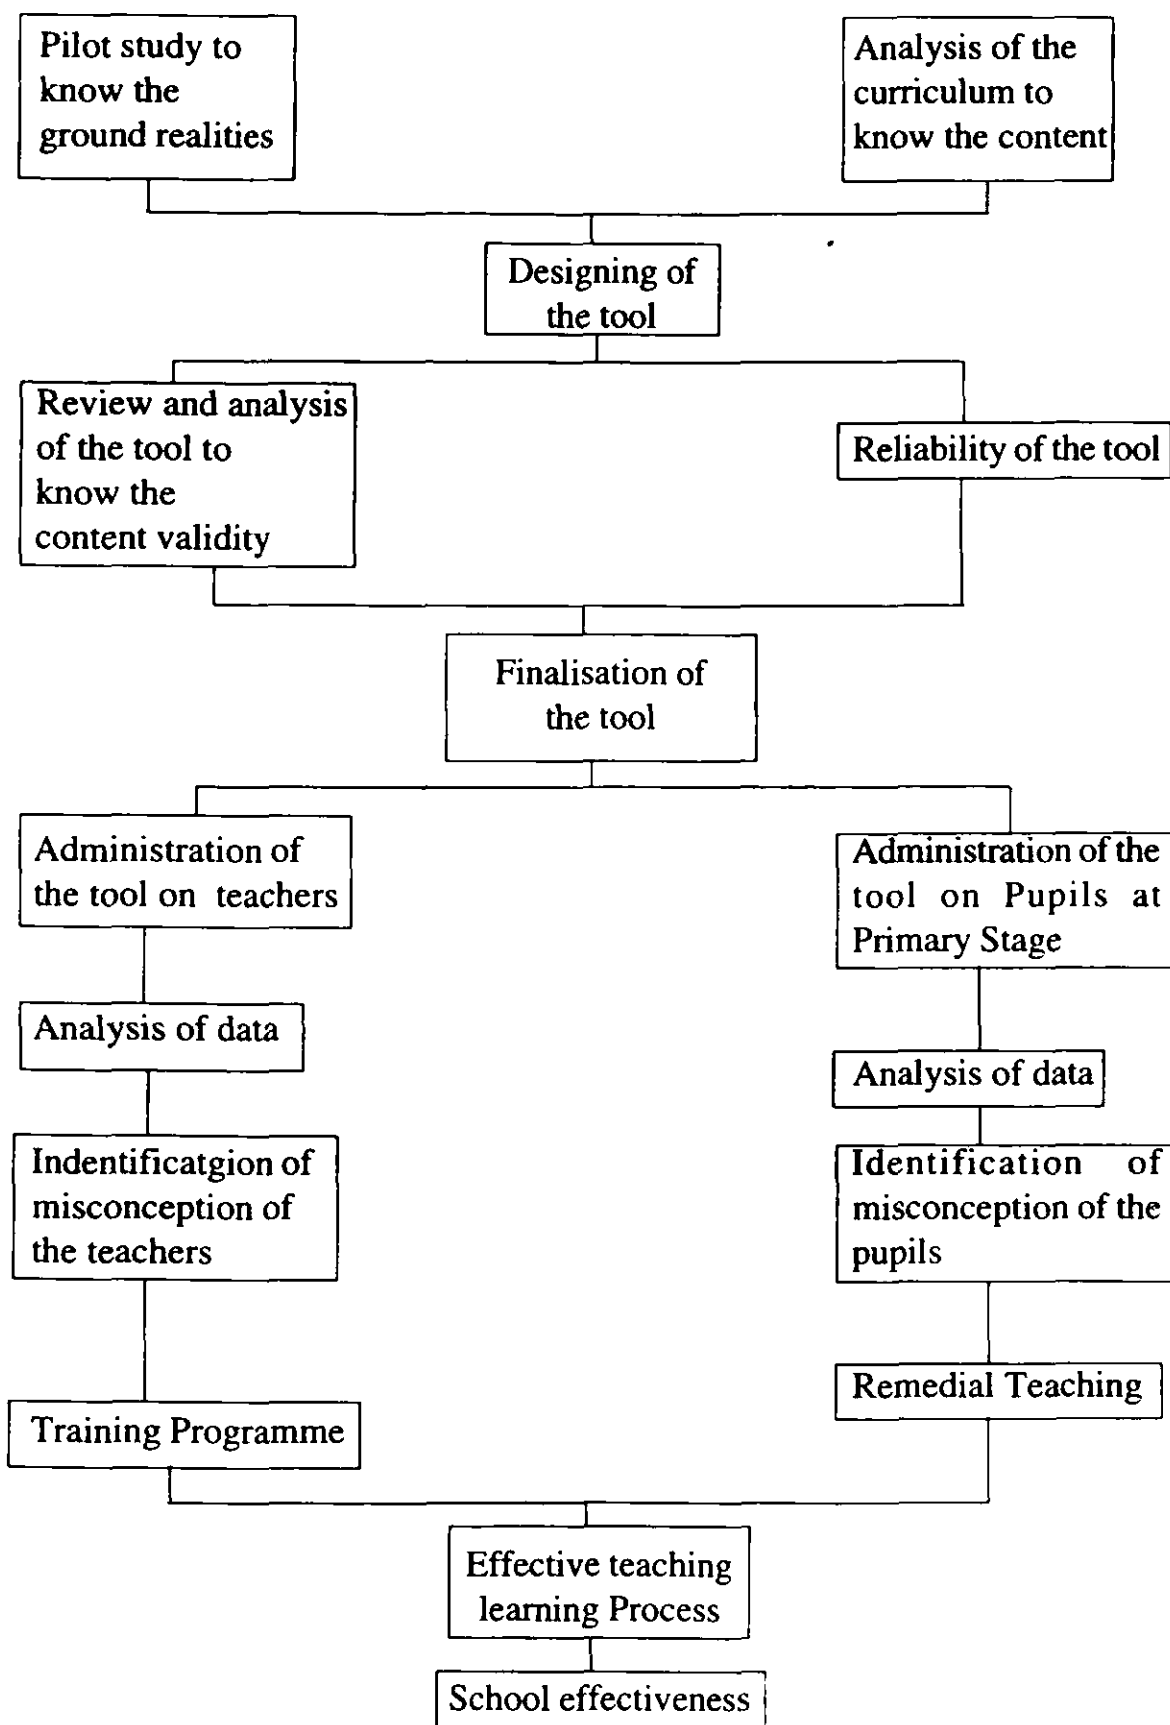 Pilot study to
know the
ground realities
Analysis of the
curriculum to
know the content
Designing of
the tool
Review and analysis
of the tool to
know the
content validity
Reliability of the tool
Finalisation of
the tool
Administration of
the tool on teachers
Administration of the
tool on Pupils at
Primary Stage
Analysis of data
Analysis of data
Indentificatgion of
misconception of
the teachers
Identification of
misconception of the
pupils
Remedial Teaching
Training Programme
Effective teaching
learning Process
School effectiveness